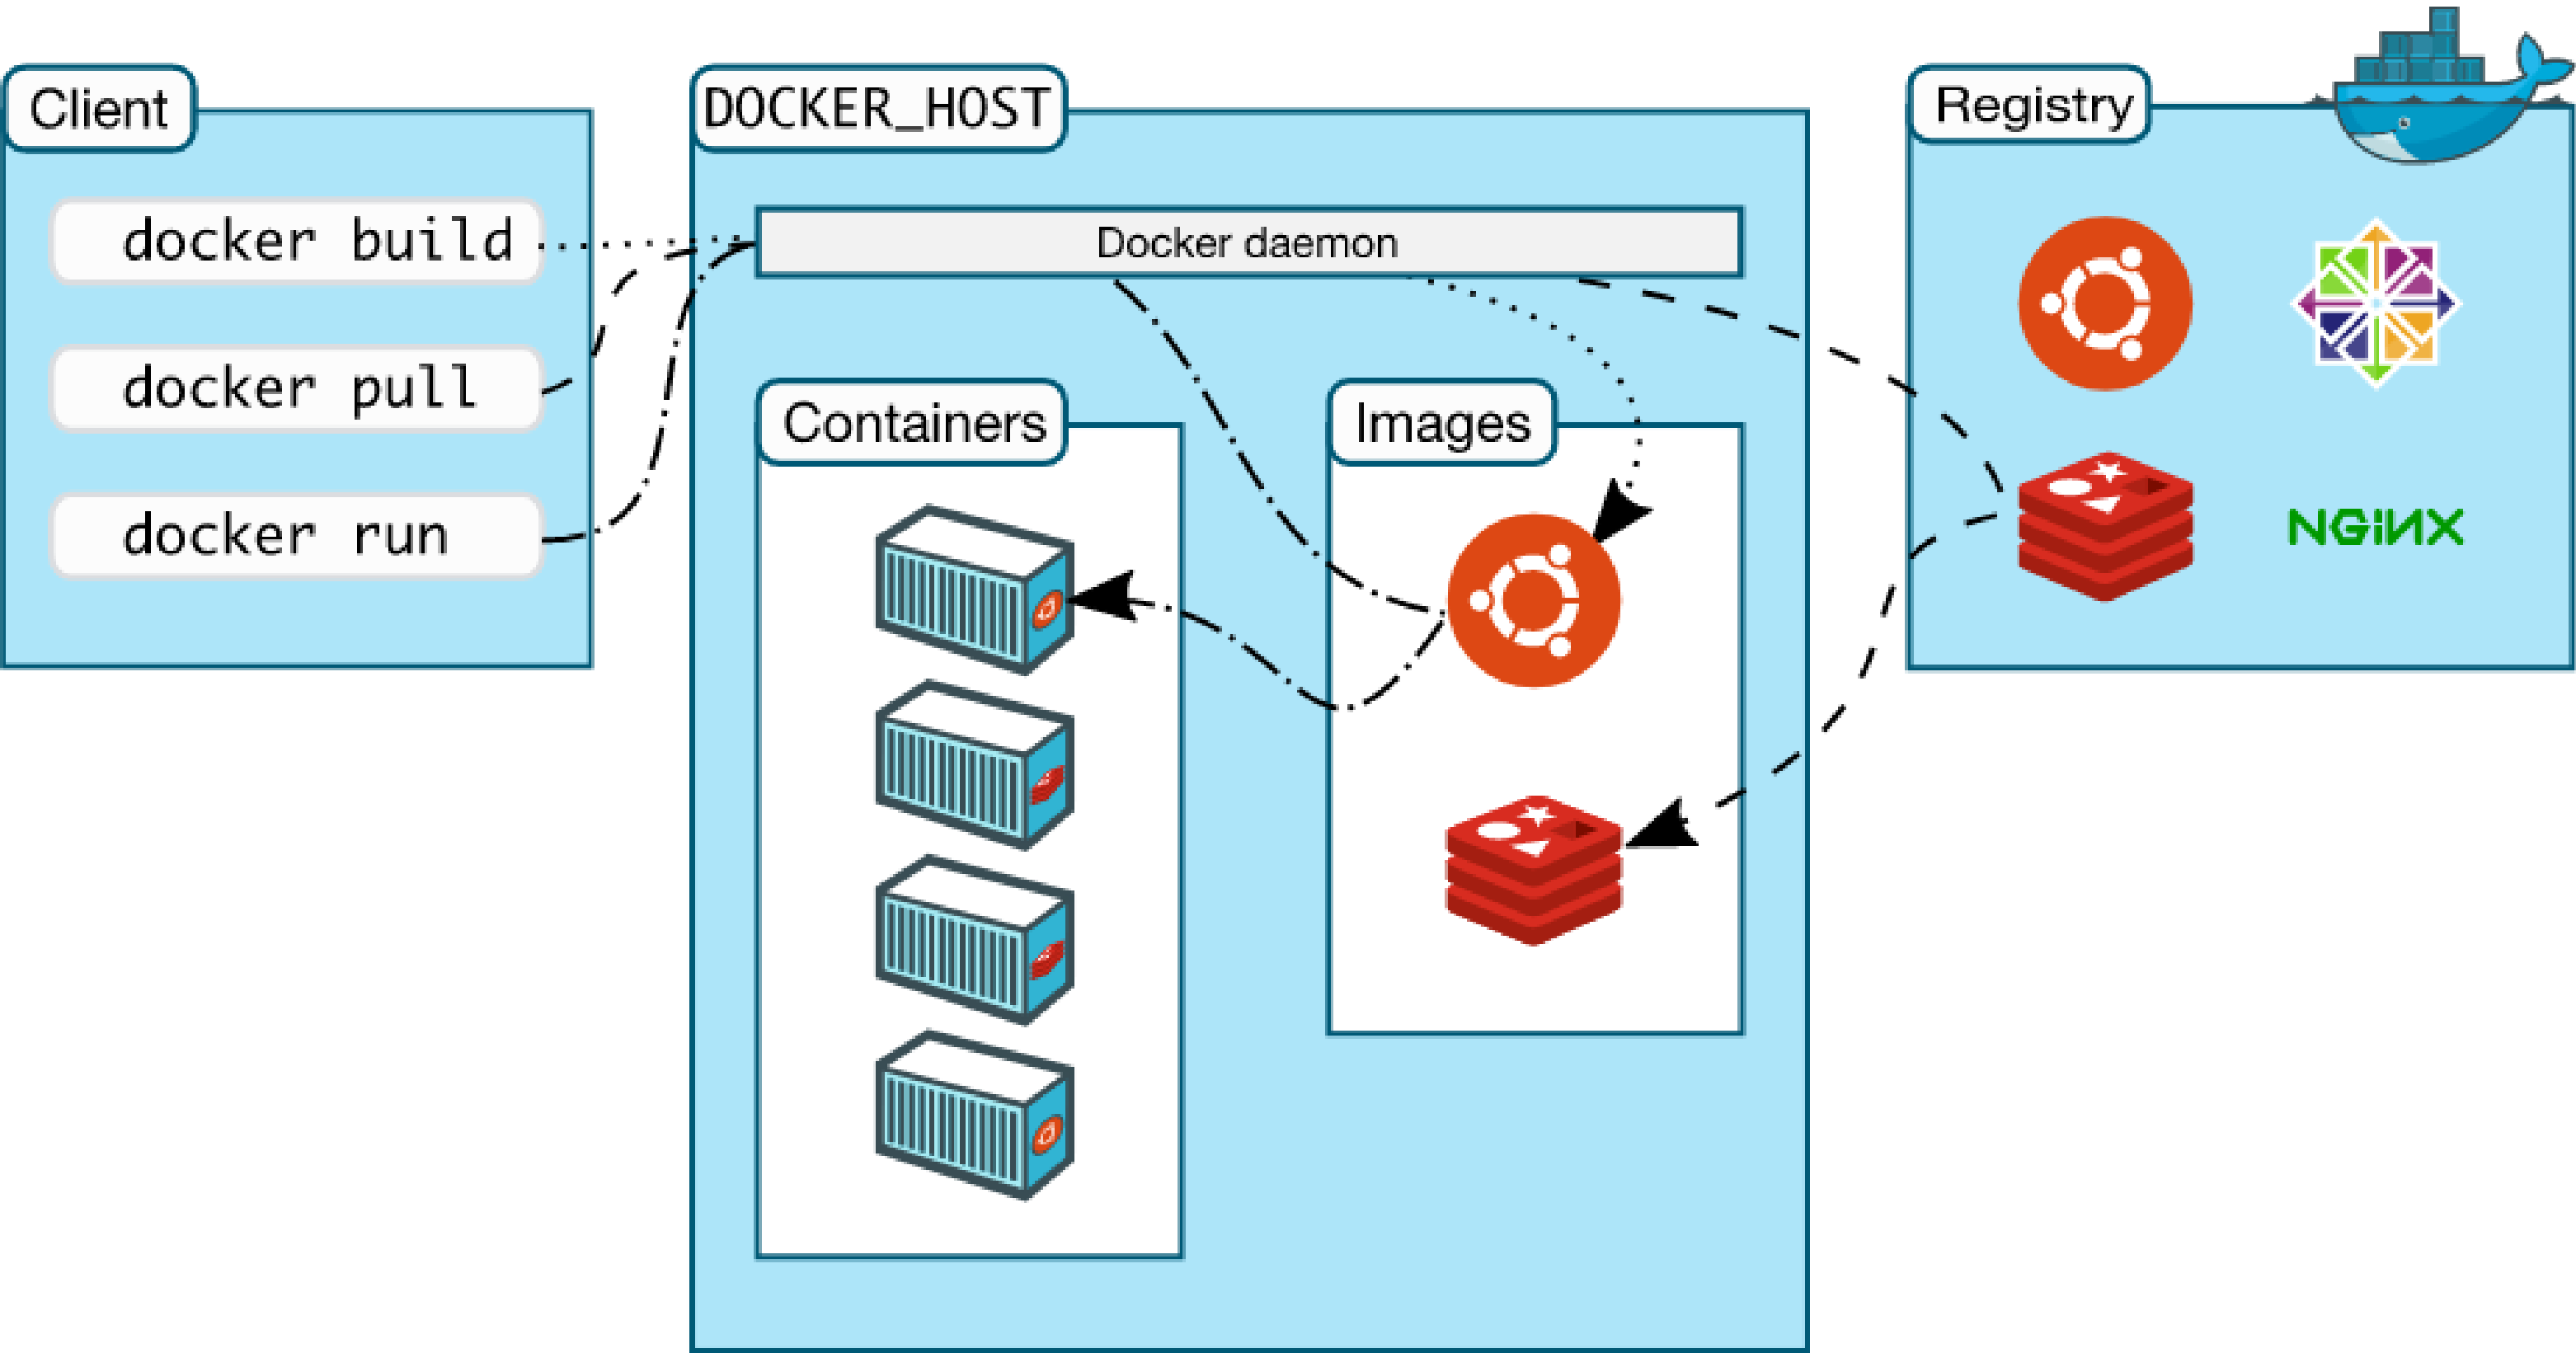 Client
docker build
docker pull
docker run
DOCKER_HOST
Docker daemon
Containers
Images
Registry
NGiNX